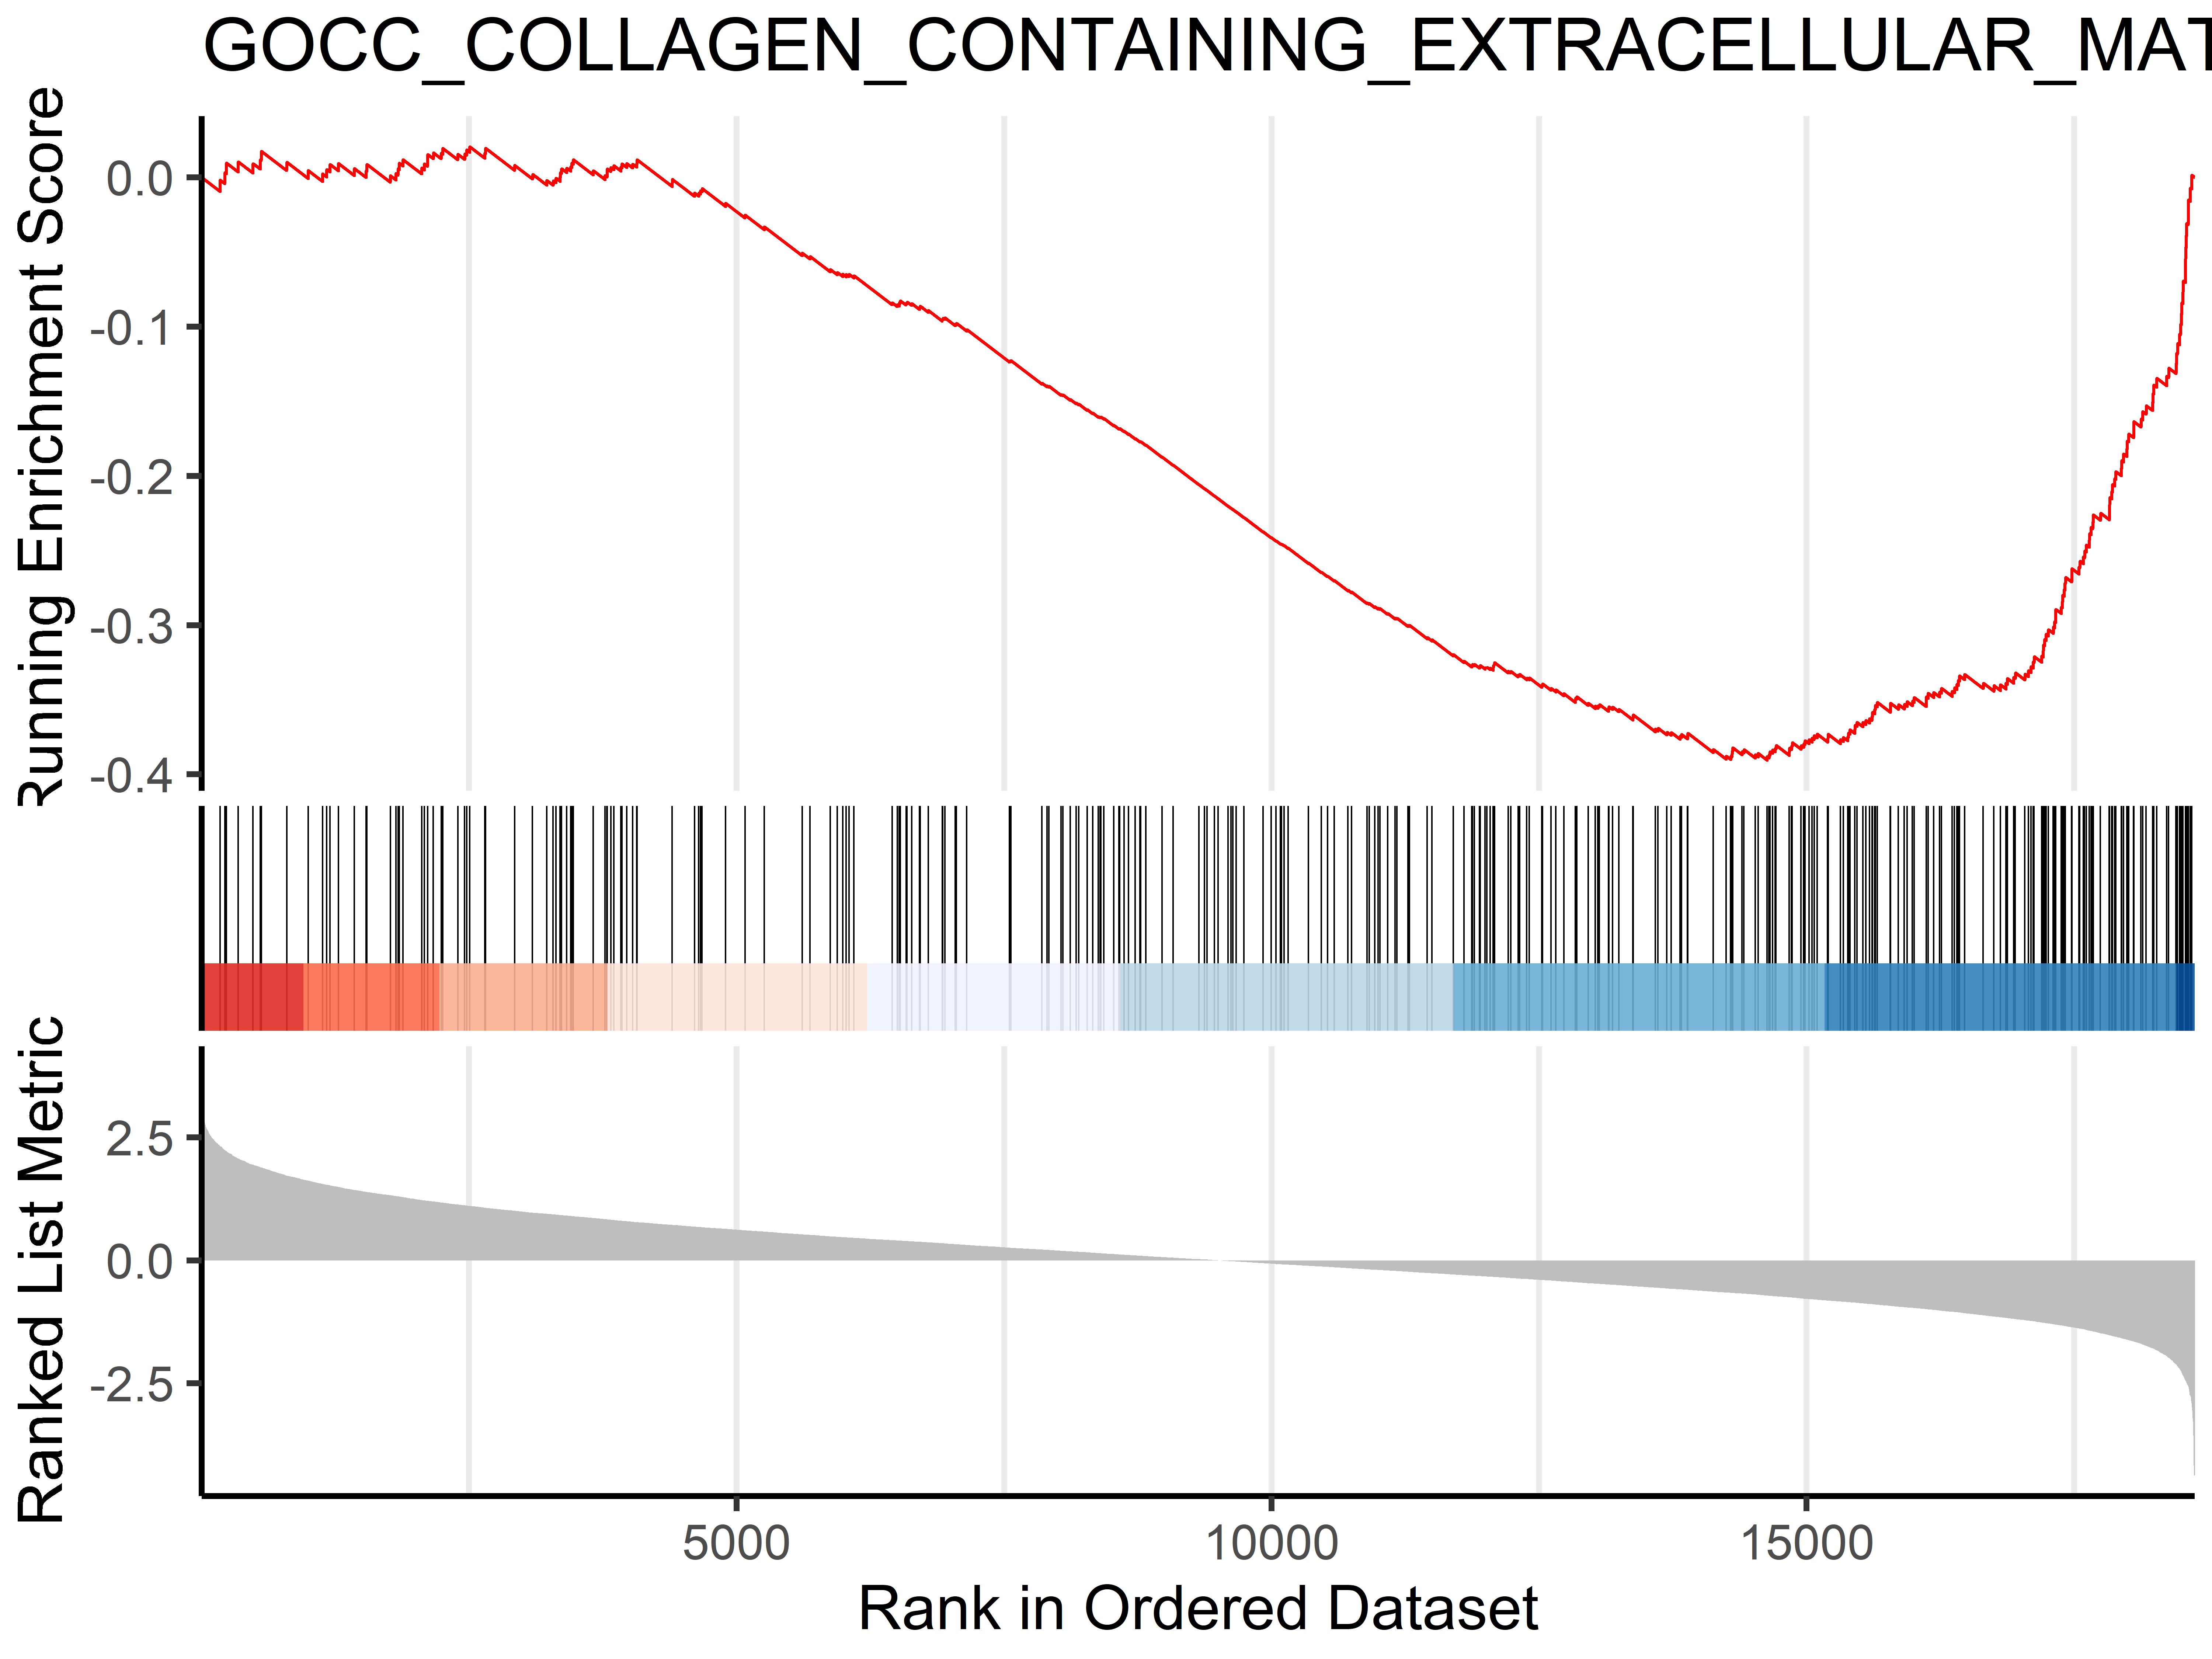 GOCC_COLLAGEN_CONTAINING_EXTRACELLULAR_MAT
Running Enrichment Score
0.0
-0.1
-0.2
-0.3
-0.4
Ranked List Metric
2.5
0.0
-2.5
5000 10000 15000
Rank in Ordered Dataset